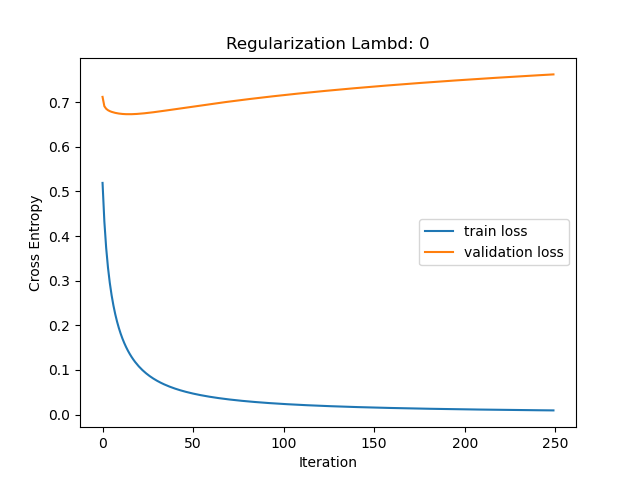 Regularization Lambd: 0
Cross Entropy
0.7
0.6
0.5
0.4
0.3
0.2
0.1
0.0
train loss
validation loss
0 50 100 150 200 250
Iteration